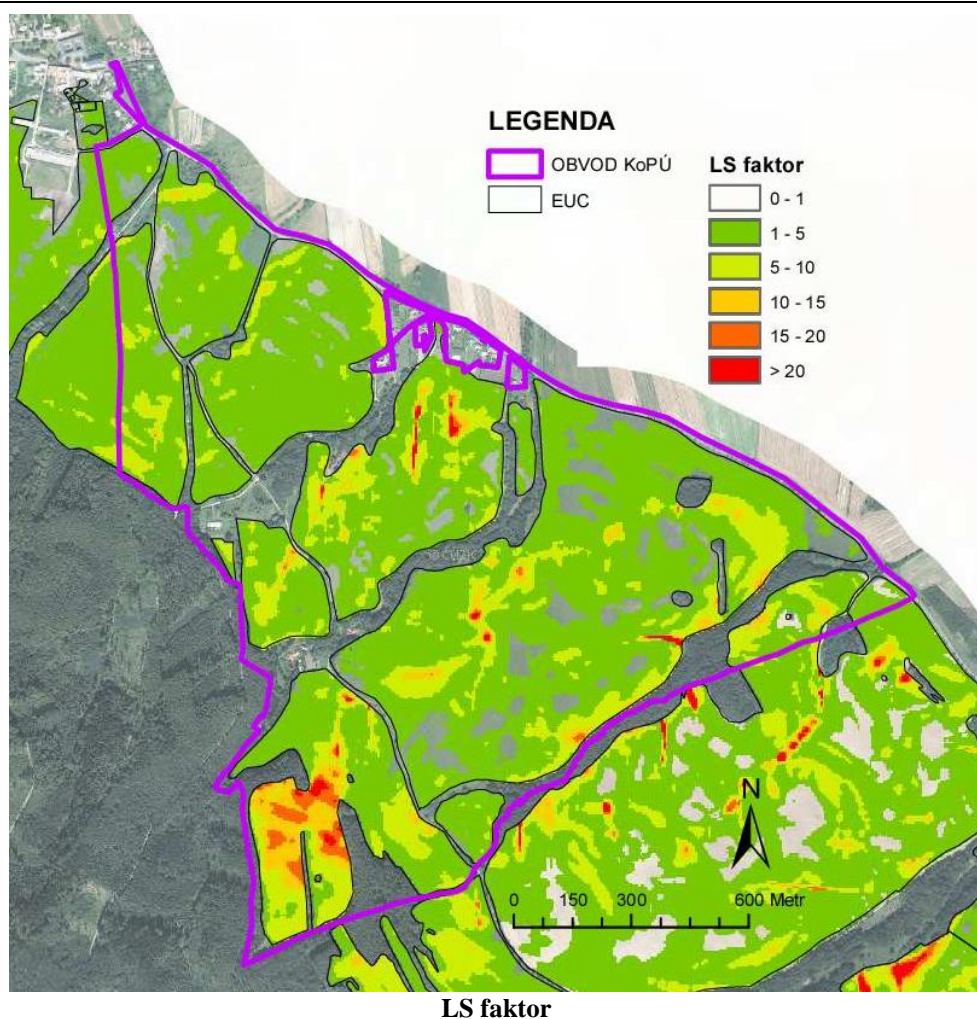 LEGENDA
OBVOD KoPÚ
EUC
LS faktor
0 - 1
1 - 5
5 - 10
10 - 15
15 - 20
> 20
N
0 150 300 600 Metr
LS faktor